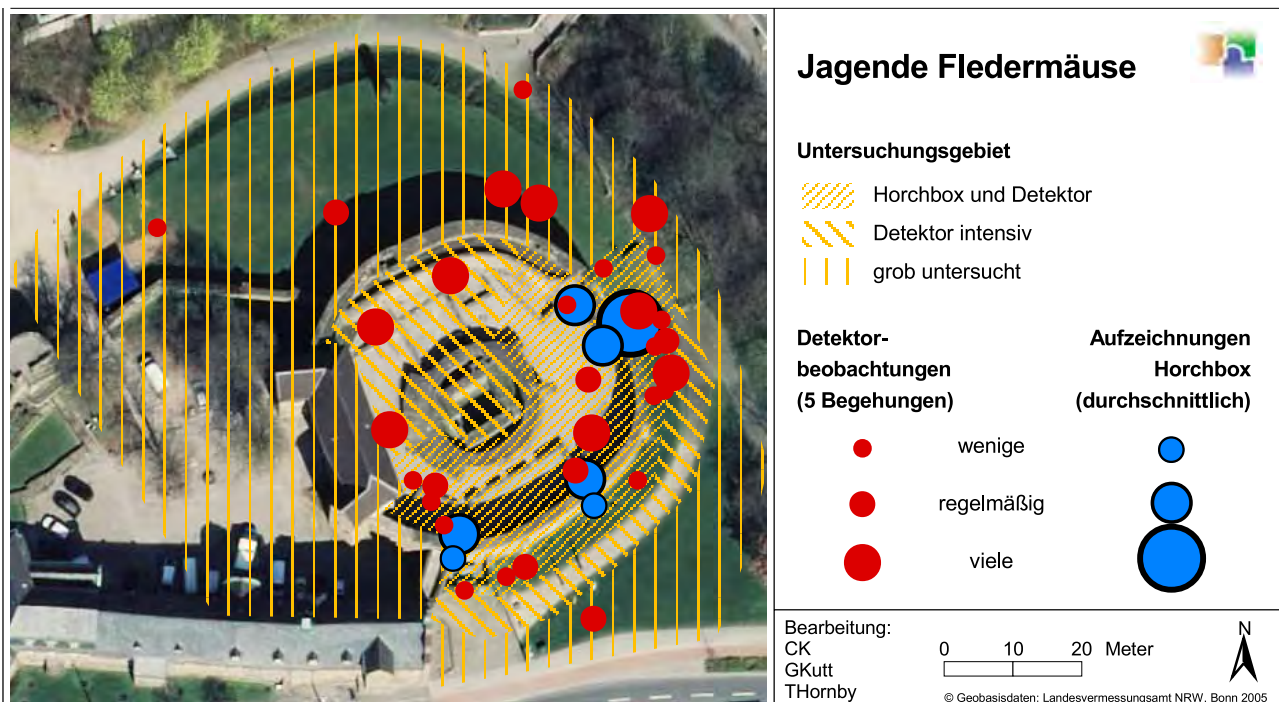 Jagende Fledermäuse
Untersuchungsgebiet
Horchbox und Detektor
Detektor intensiv
grob untersucht
Detektor-
beobachtungen
(5 Begehungen)
Aufzeichnungen
Horchbox
(durchschnittlich)
wenige
regelmäßig
viele
Bearbeitung:
CK
GKutt
THornby
0 10 20 Meter
N
© Geobasisdaten: Landesvermessungsamt NRW, Bonn 2005